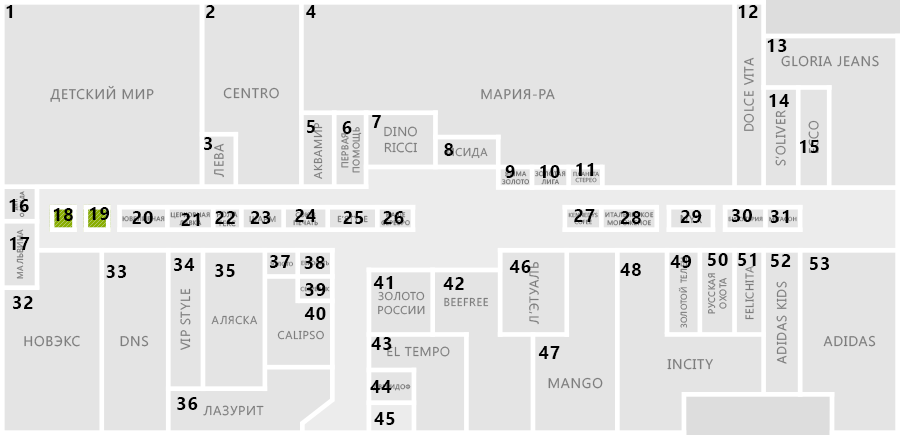 1
2
4
12
13
GLORIA JEANS
ДЕТСКИЙ МИР
CENTRO
МАРИЯ-РА
DOLCE VITA
14
S'OLIVER
15
3
ЛЕВА
5
АКВАМИР
6
ПЕРВАЯ
ПОМОЩЬ
7
DINO
RICCI
8
9
ЗОЛОТО
10
ЗОЛОТАЯ
ЛИГА
11
ПЛАНЕТА
СТЕРЕО
16
17
МАЛЬВИНА
18
19
20
21
22
23
24
25
26
27
28
ИТАЛЬЯНСКОЕ
МОРОЖЕНОЕ
29
30
31
32
НОВЭКС
33
DNS
34
VIP STYLE
35
АЛЯСКА
36
ЛАЗУРИТ
37
38
39
40
CALIPSO
41
ЗОЛОТО
РОССИИ
42
BEEFREE
43
EL TEMPO
44
45
46
Л'ЭТУАЛЬ
47
MANGO
48
INCITY
49
ЗОЛОТОЙ ТЕЛЕЦ
50
РУССКАЯ
ОХОТА
51
FELICHITA
52
ADIDAS KIDS
53
ADIDAS